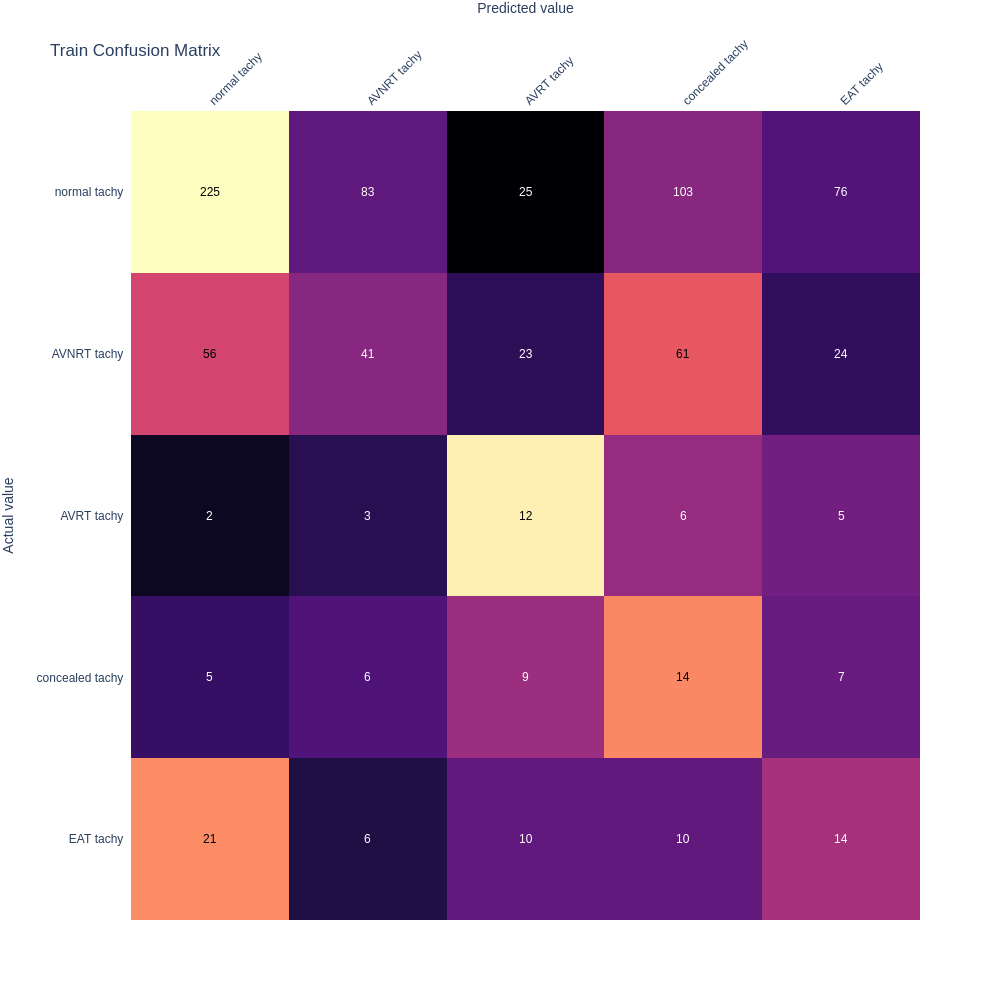 Predicted value
Train Confusion Matrix
normal tachy
AVNRT tachy
AVRT tachy
concealed tachy
EAT tachy
Actual value
normal tachy
225
83
25
103
76
AVNRT tachy
56
41
23
61
24
AVRT tachy
2
3
12
6
5
concealed tachy
5
6
9
14
7
EAT tachy
21
6
10
10
14